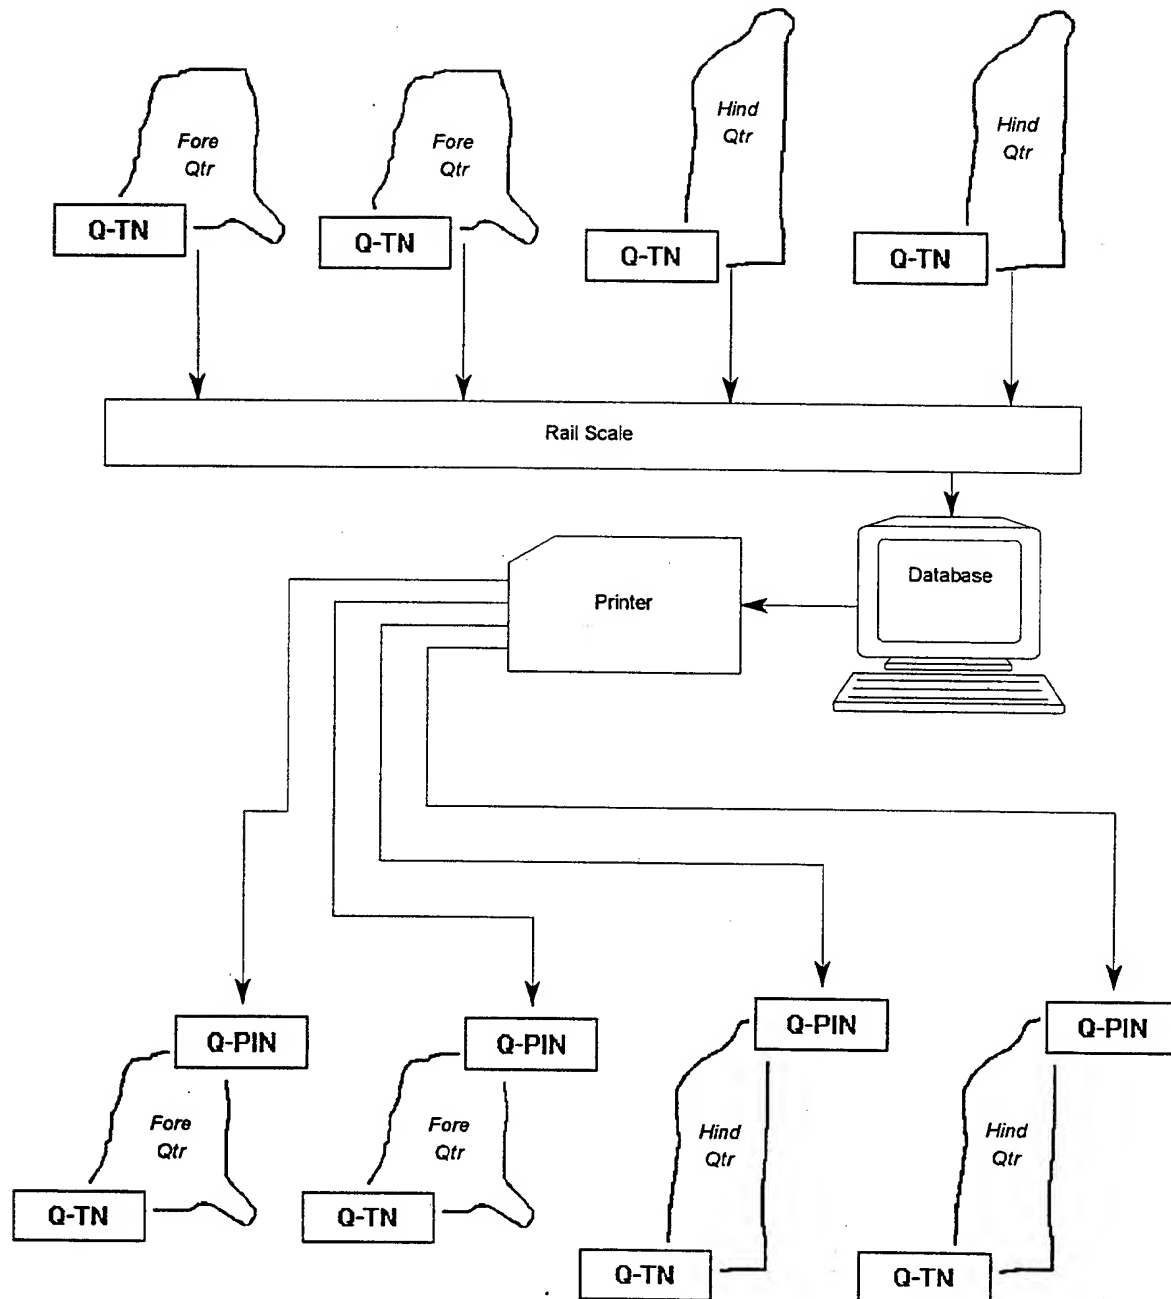 Fore
Qtr
Fore
Qtr
Hind
Qtr
Hind
Qtr
Q-TN
Q-TN
Q-TN
Q-TN
Rail Scale
Database
Printer
Q-PIN
Q-PIN
Q-PIN
Q-PIN
Fore
Qtr
Fore
Qtr
Hind
Qtr
Hind
Qtr
Q-TN
Q-TN
Q-TN
Q-TN